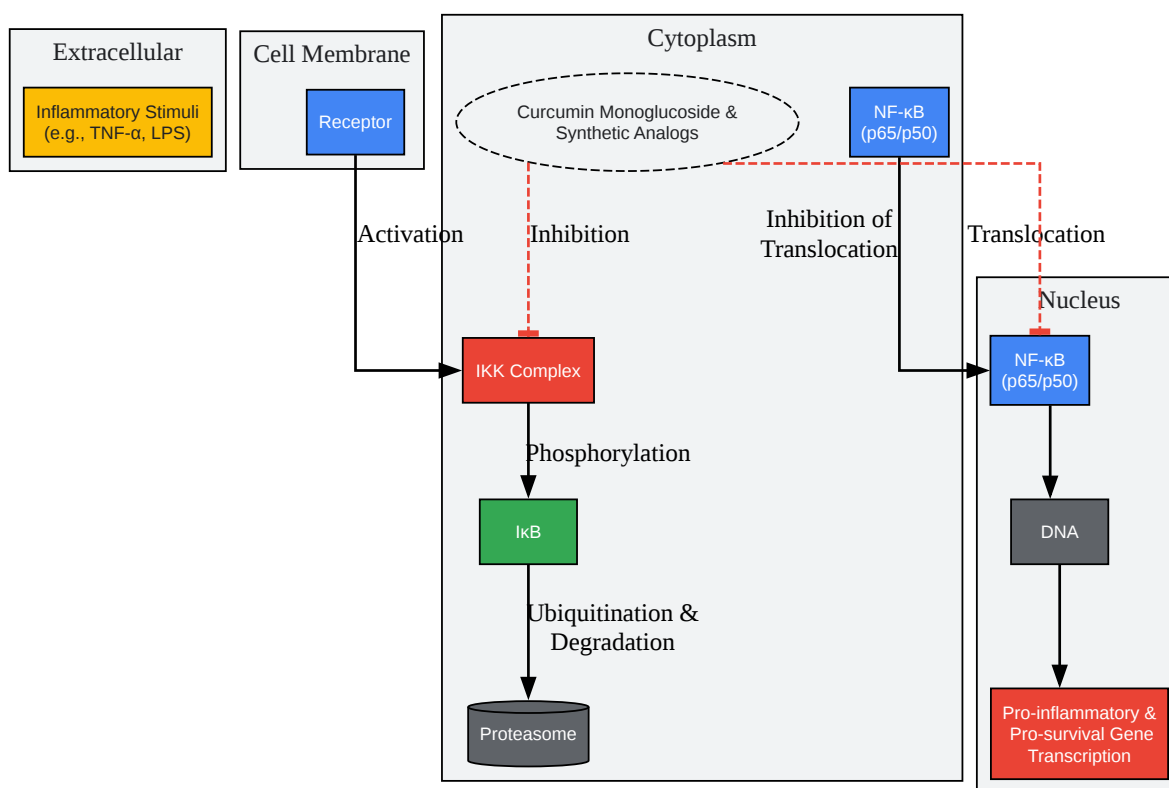 Extracellular
Inflammatory Stimuli
(e.g., TNF-α, LPS)
Cell Membrane
Receptor
Activation
Cytoplasm
Curcumin Monoglucoside &
Synthetic Analogs
NF-κB
(p65/p50)
Inhibition
Inhibition of
Translocation
Translocation
IKK Complex
Phosphorylation
IκB
Ubiquitination &
Degradation
Proteasome
Nucleus
NF-κB
(p65/p50)
DNA
Pro-inflammatory &
Pro-survival Gene
Transcription